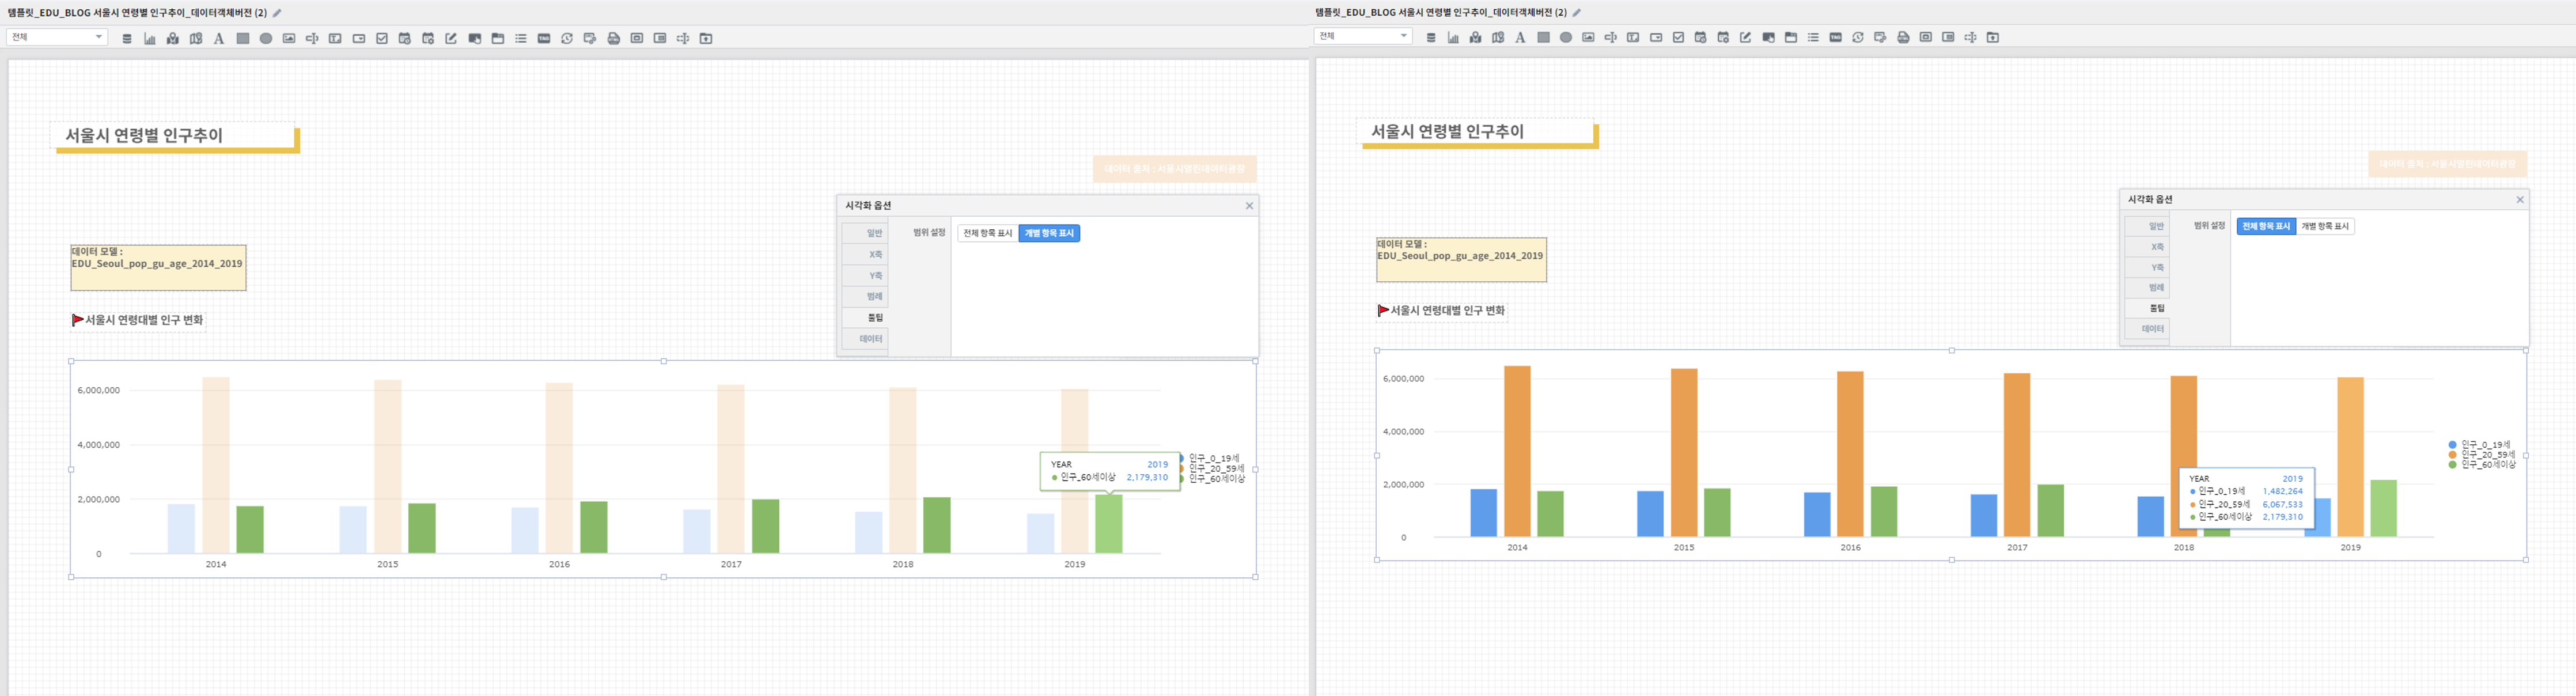 템플릿_EDU_BLOG 서울시 연령별 인구추이_데이터객체버전 (2)
전체
서울시 연령별 인구추이
데이터 출처 : 서울시열린데이터광장
시각화 옵션
일반
X축
Y축
범례
툴팁
데이터
범위 설정
전체 항목 표시
개별 항목 표시
데이터 모델 :
EDU_Seoul_pop_gu_age_2014_2019
서울시 연령대별 인구 변화
6,000,000
4,000,000
2,000,000
0
2014
2015
2016
2017
2018
2019
YEAR 2019
인구_60세이상 2,179,310
인구_0_19세
인구_20_59세
인구_60세이상
템플릿_EDU_BLOG 서울시 연령별 인구추이_데이터객체버전 (2)
전체
서울시 연령별 인구추이
데이터 출처 : 서울시열린데이터광장
시각화 옵션
일반
X축
Y축
범례
툴팁
데이터
범위 설정
전체 항목 표시
개별 항목 표시
데이터 모델 :
EDU_Seoul_pop_gu_age_2014_2019
서울시 연령대별 인구 변화
6,000,000
4,000,000
2,000,000
0
2014
2015
2016
2017
2018
2019
YEAR 2019
인구_0_19세 1,482,264
인구_20_59세 6,067,533
인구_60세이상 2,179,310
인구_0_19세
인구_20_59세
인구_60세이상